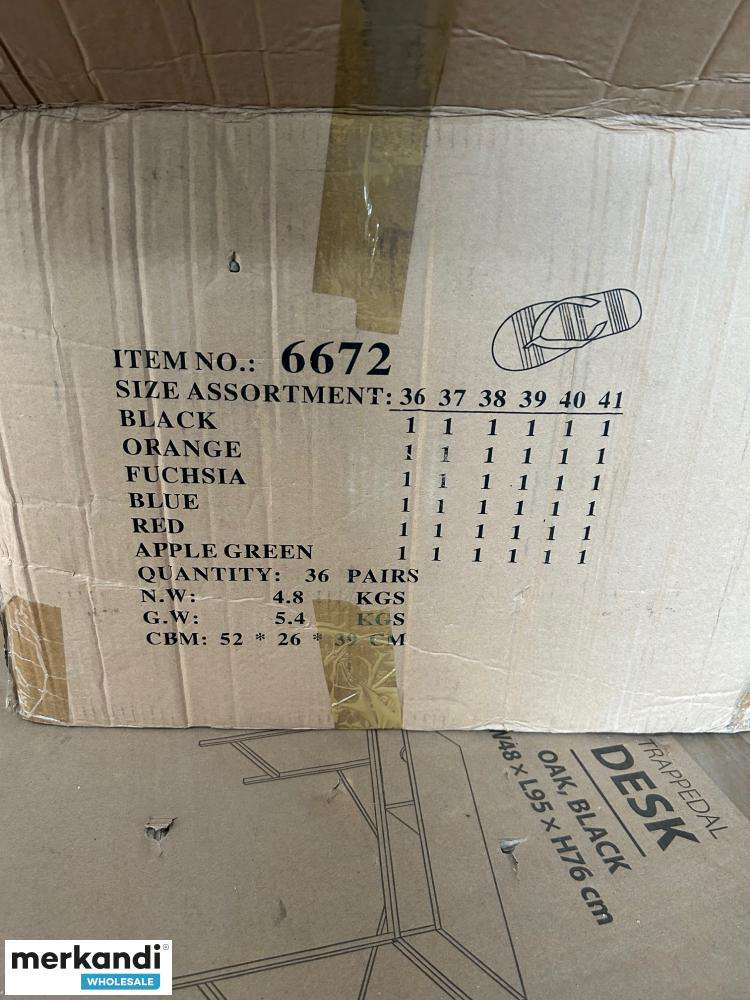 ITEM NO.: 6672
SIZE ASSORTMENT: 36 37 38 39 40 41
BLACK 1 1 1 1 1 1
ORANGE 1 1 1 1 1 1
FUCHSIA 1 1 1 1 1 1
BLUE 1 1 1 1 1 1
RED 1 1 1 1 1 1
APPLE GREEN 1 1 1 1 1 1
QUANTITY: 36 PAIRS
N.W: 4.8 KGS
G.W: 5.4 KGS
CBM: 52 * 26 * 39 CM
TRAPPEDAL
DESK
OAK, BLACK
W48 x L95 x H76 cm
merkandi®
WHOLESALE